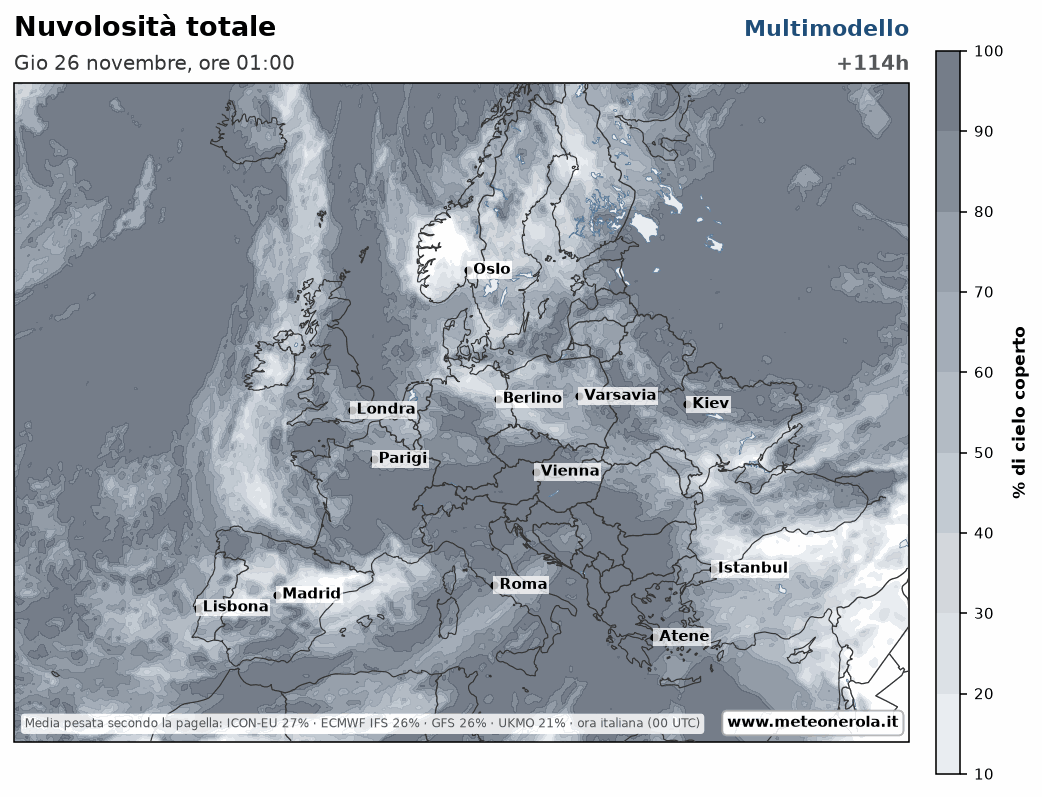 Nuvolosità totale
Multimodello
Gio 26 novembre, ore 01:00
+114h
100
90
80
70
60
50
40
30
20
10
% di cielo coperto
Oslo
Londra
Berlino
Varsavia
Kiev
Parigi
Vienna
Istanbul
Roma
Madrid
Lisbona
Atene
Media pesata secondo la pagella: ICON-EU 27% · ECMWF IFS 26% · GFS 26% · UKMO 21% · ora italiana (00 UTC)
www.meteonerola.it